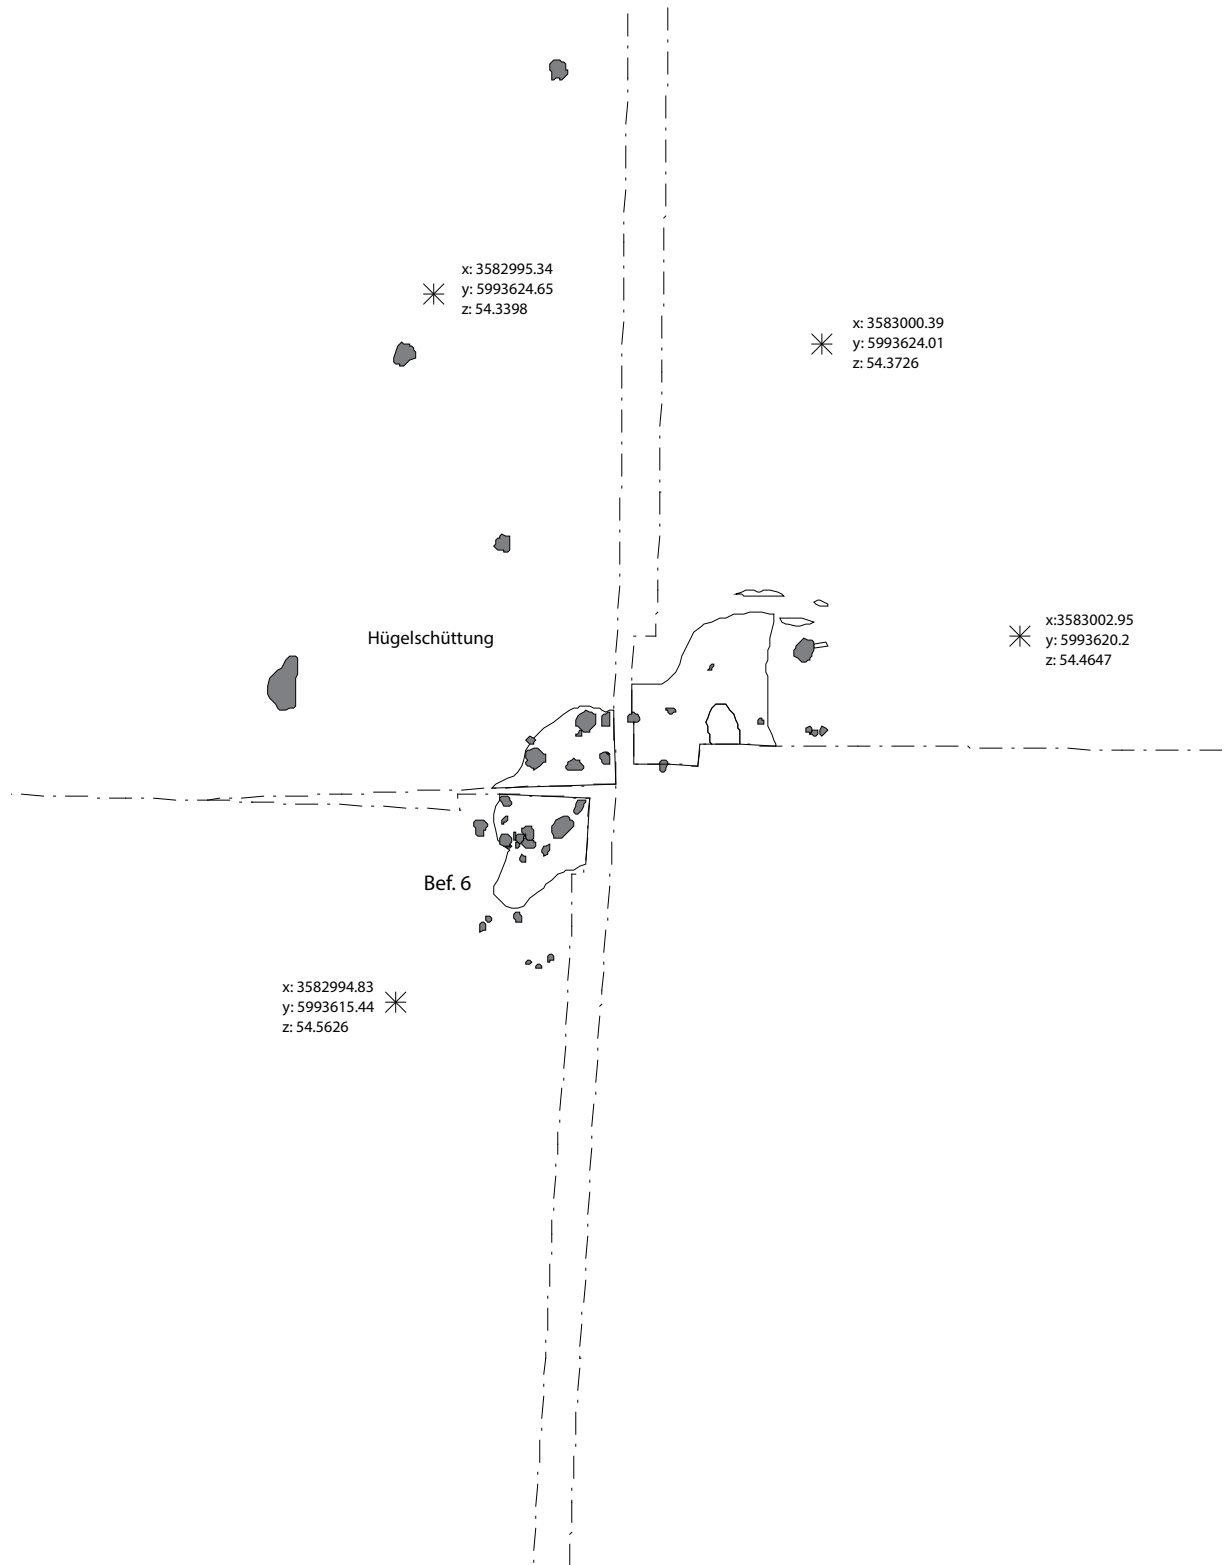 x: 3582995.34
y: 5993624.65
z: 54.3398
x: 3583000.39
y: 5993624.01
z: 54.3726
Hügelschüttung
x:3583002.95
y: 5993620.2
z: 54.4647
Bef. 6
x: 3582994.83
y: 5993615.44
z: 54.5626